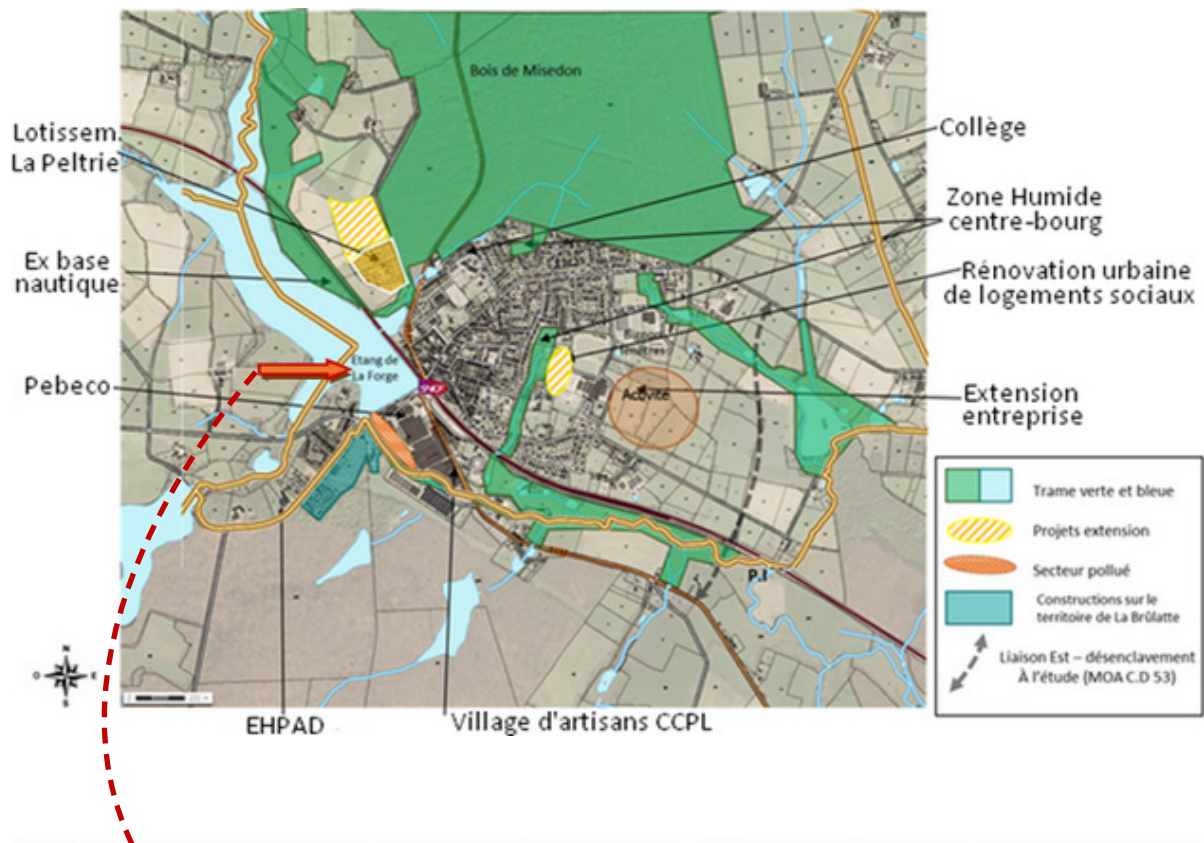 Bois de Misedon
Lotissem.
La Peltrie
Collège
Zone Humide
centre-bourg
Ex base
nautique
Rénovation urbaine
de logements sociaux
Etang de
La Forge
Pebeco
SNCF
Activité
Extension
entreprise
Trame verte et bleue
Projets extension
Secteur pollué
Constructions sur le
territoire de La Brûlatte
Liaison Est – désenclavement
À l'étude (MOA C.D 53)
P.I
N
O
E
S
EHPAD
Village d'artisans CCPL